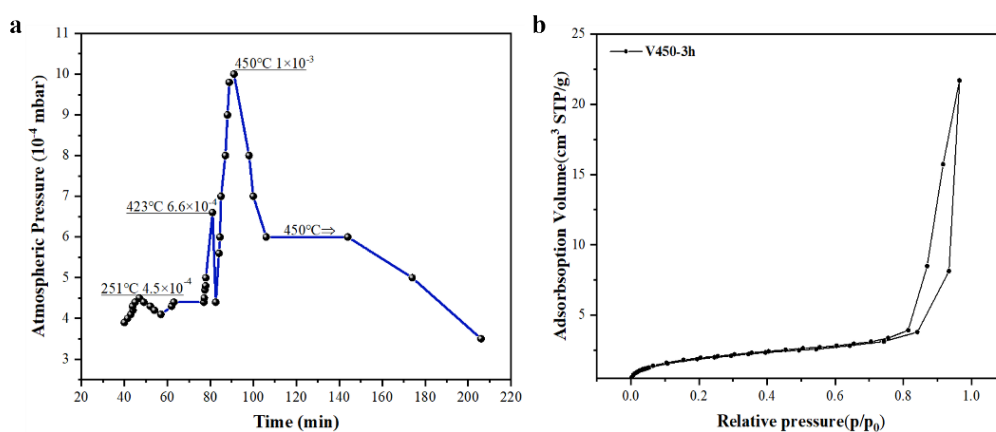 a
11
10
9
8
7
6
5
4
3
Atmospheric Pressure (10⁻⁴ mbar)
450℃ 1×10⁻³
423℃ 6.6×10⁻⁴
251℃ 4.5×10⁻⁴
450℃⇒
20 40 60 80 100 120 140 160 180 200 220
Time (min)
b
25
20
15
10
5
Adsorbsoption Volume(cm³ STP/g)
V450-3h
0.0 0.2 0.4 0.6 0.8 1.0
Relative pressure(p/p₀)